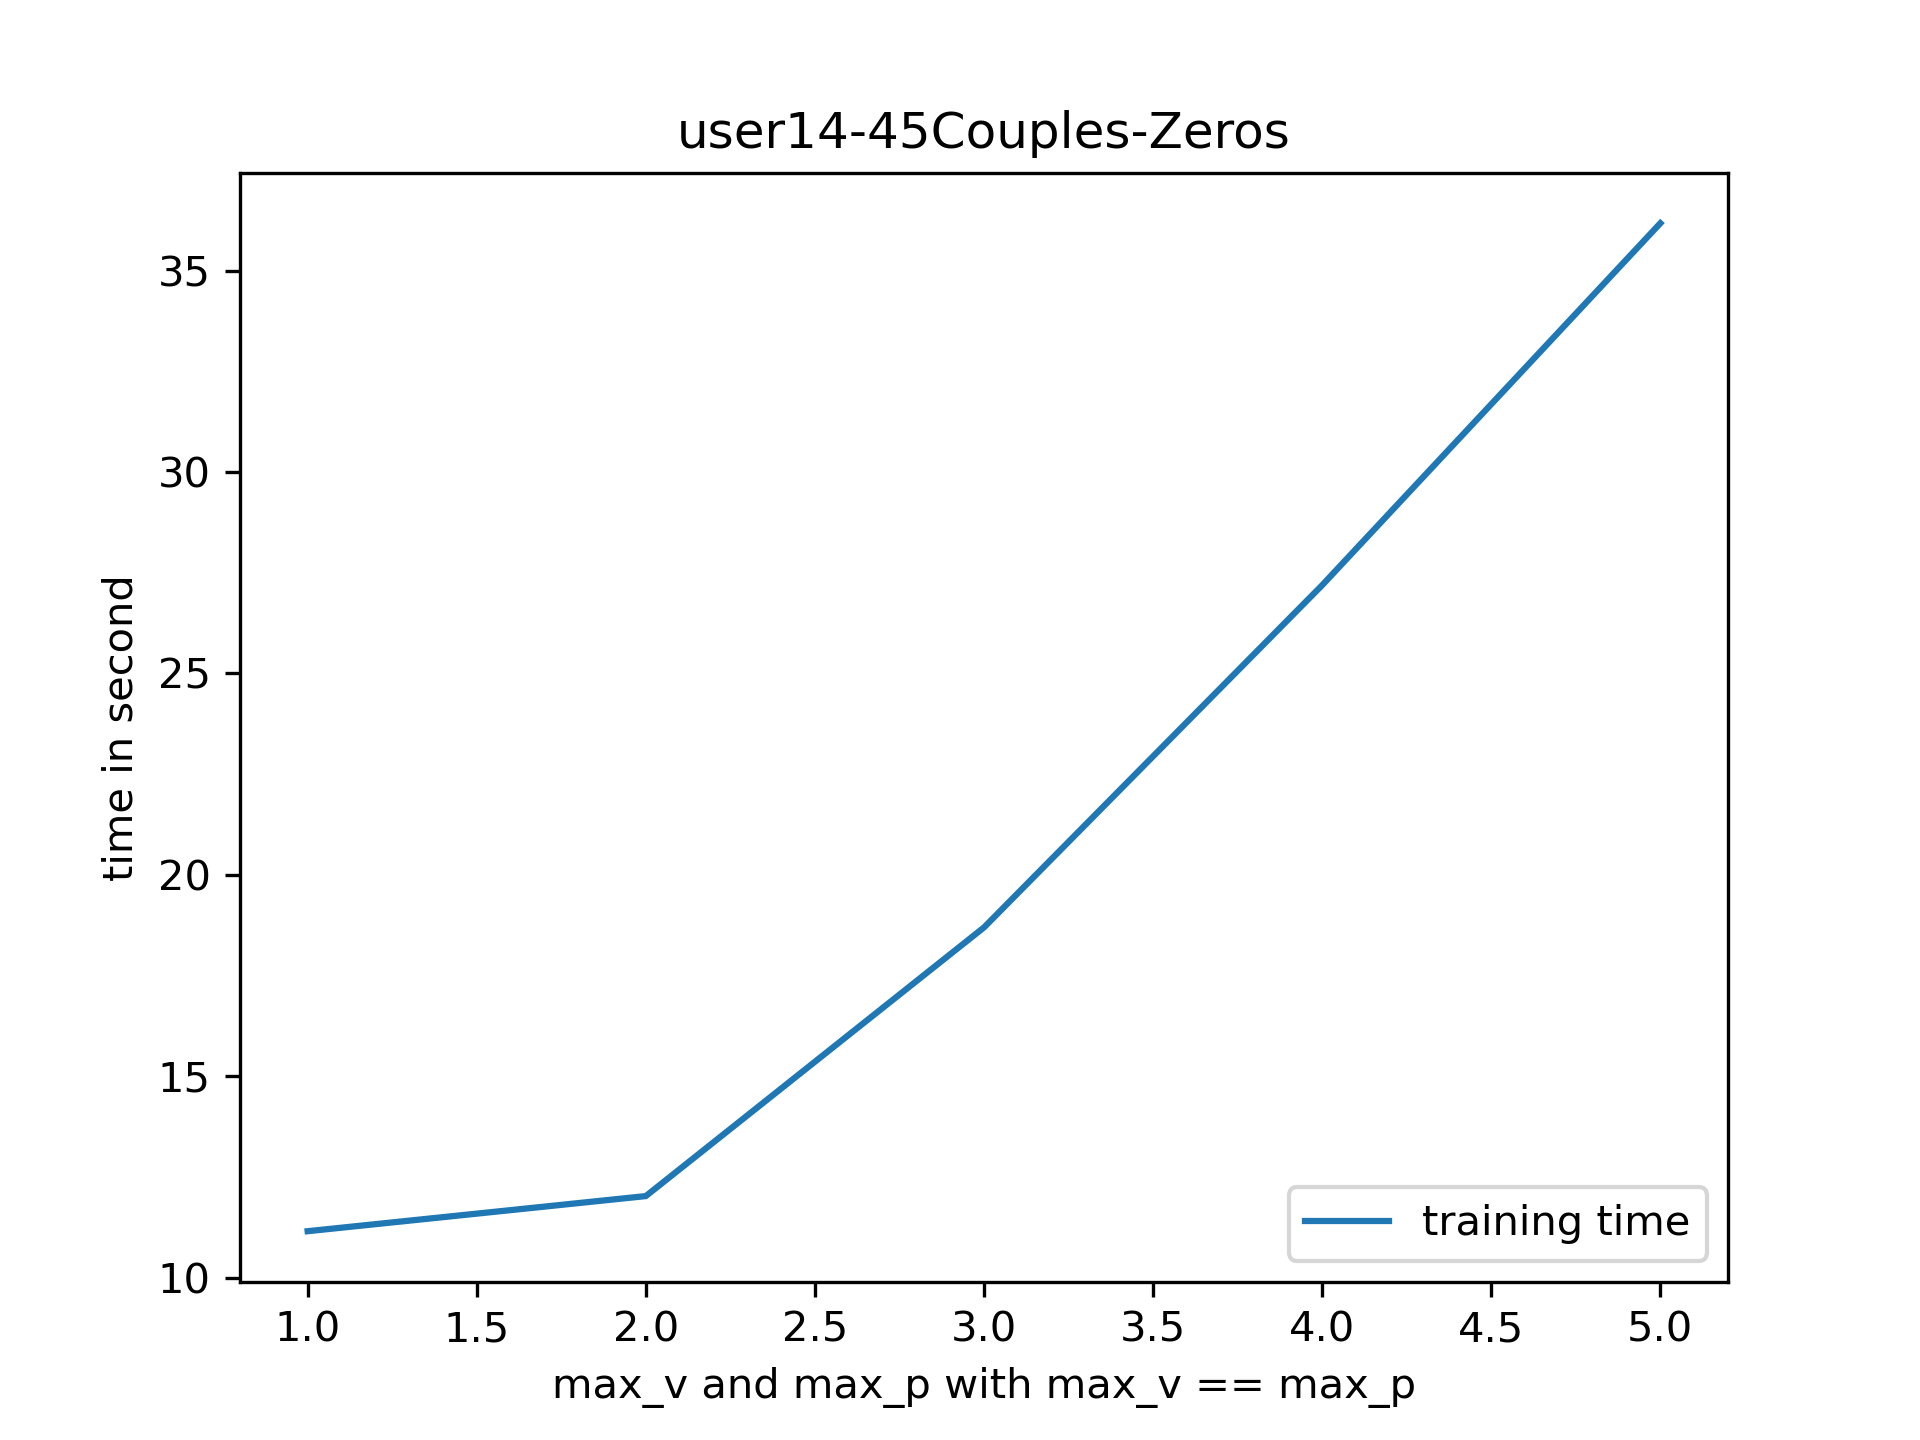 user14-45Couples-Zeros
35
30
25
20
15
10
time in second
1.0 1.5 2.0 2.5 3.0 3.5 4.0 4.5 5.0
max_v and max_p with max_v == max_p
training time